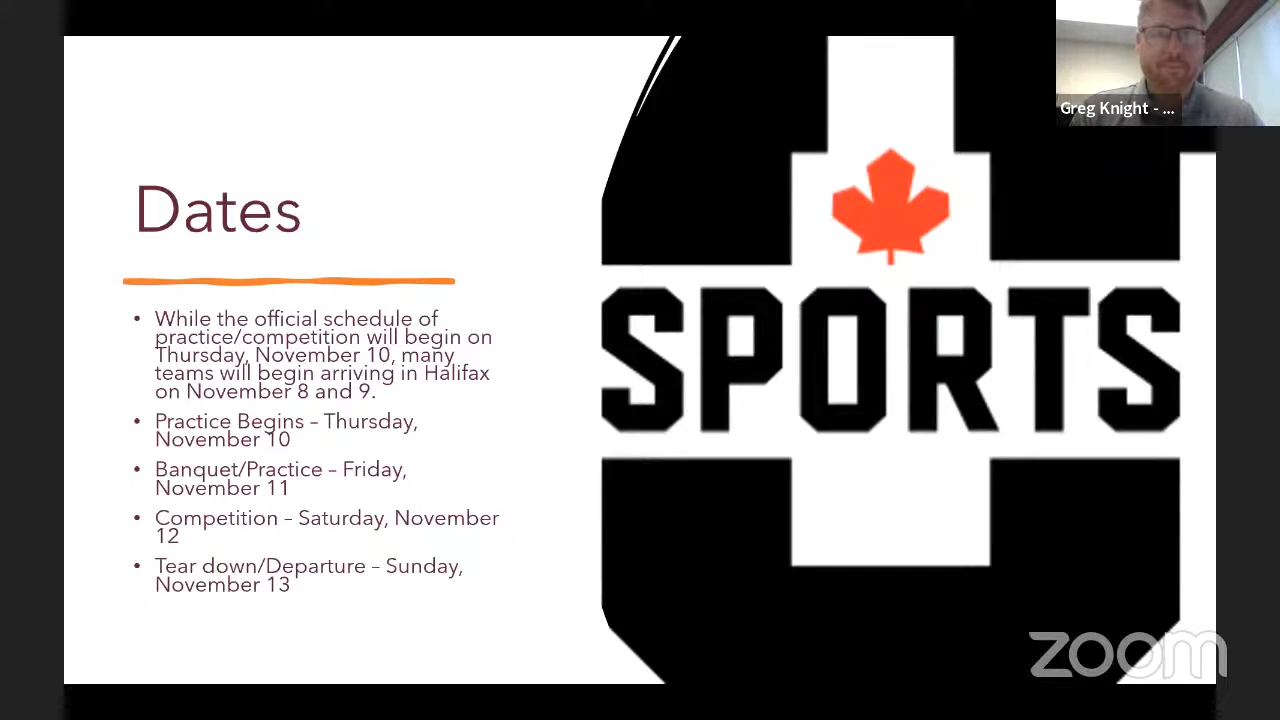 Greg Knight - ...
Dates
• While the official schedule of
practice/competition will begin on
Thursday, November 10, many
teams will begin arriving in Halifax
on November 8 and 9.
• Practice Begins – Thursday,
November 10
• Banquet/Practice – Friday,
November 11
• Competition – Saturday, November
12
• Tear down/Departure – Sunday,
November 13
SPORTS
zoom